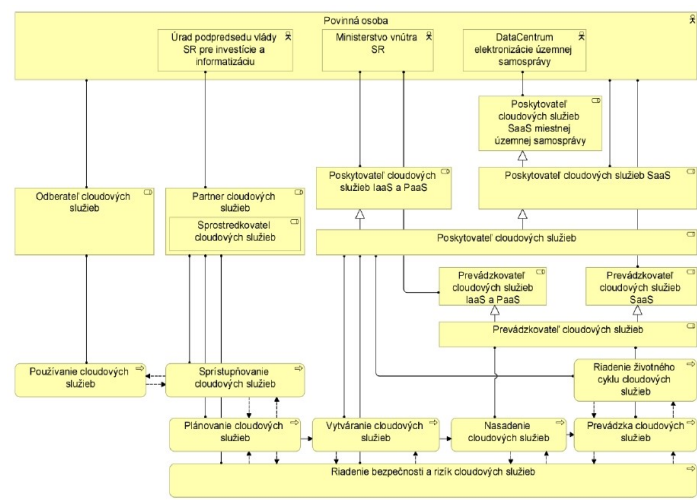 Povinná osoba
Úrad podpredsedu vlády
SR pre investície a
informatizáciu
Ministerstvo vnútra
SR
DataCentrum
elektronizácie územnej
samosprávy
Poskytovateľ
cloudových služieb
SaaS miestnej
územnej samosprávy
Odberateľ cloudových
služieb
Partner cloudových
služieb
Sprostredkovateľ
cloudových služieb
Poskytovateľ cloudových
služieb IaaS a PaaS
Poskytovateľ cloudových služieb SaaS
Poskytovateľ cloudových služieb
Prevádzkovateľ
cloudových služieb
IaaS a PaaS
Prevádzkovateľ
cloudových služieb
SaaS
Prevádzkovateľ cloudových služieb
Používanie cloudových
služieb
Sprístupňovanie
cloudových služieb
Riadenie životného
cyklu cloudových
služieb
Plánovanie cloudových
služieb
Vytváranie cloudových
služieb
Nasadenie
cloudových služieb
Prevádzka cloudových
služieb
Riadenie bezpečnosti a rizík cloudových služieb